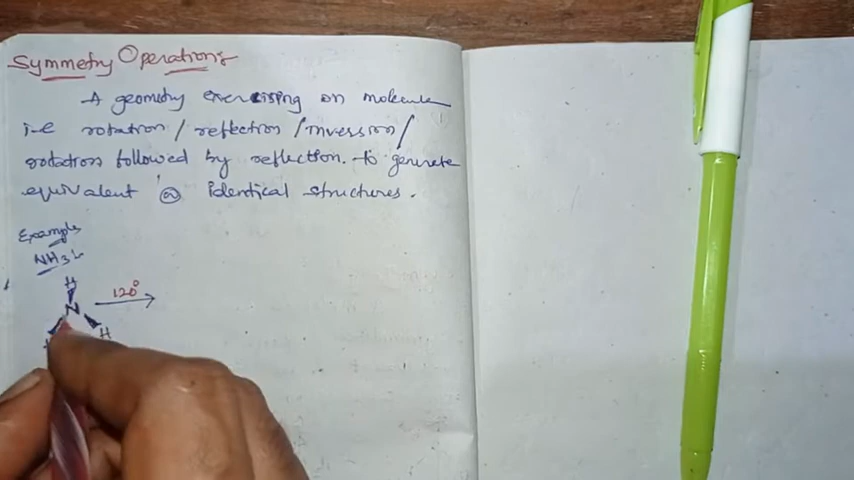 Symmetry Operations
A geometry exercising on molecule
i-e rotation / reflection / inversion /
rotation followed by reflection. to generate
equivalent @ identical structures.
Example
NH3:
H
120°
N
H